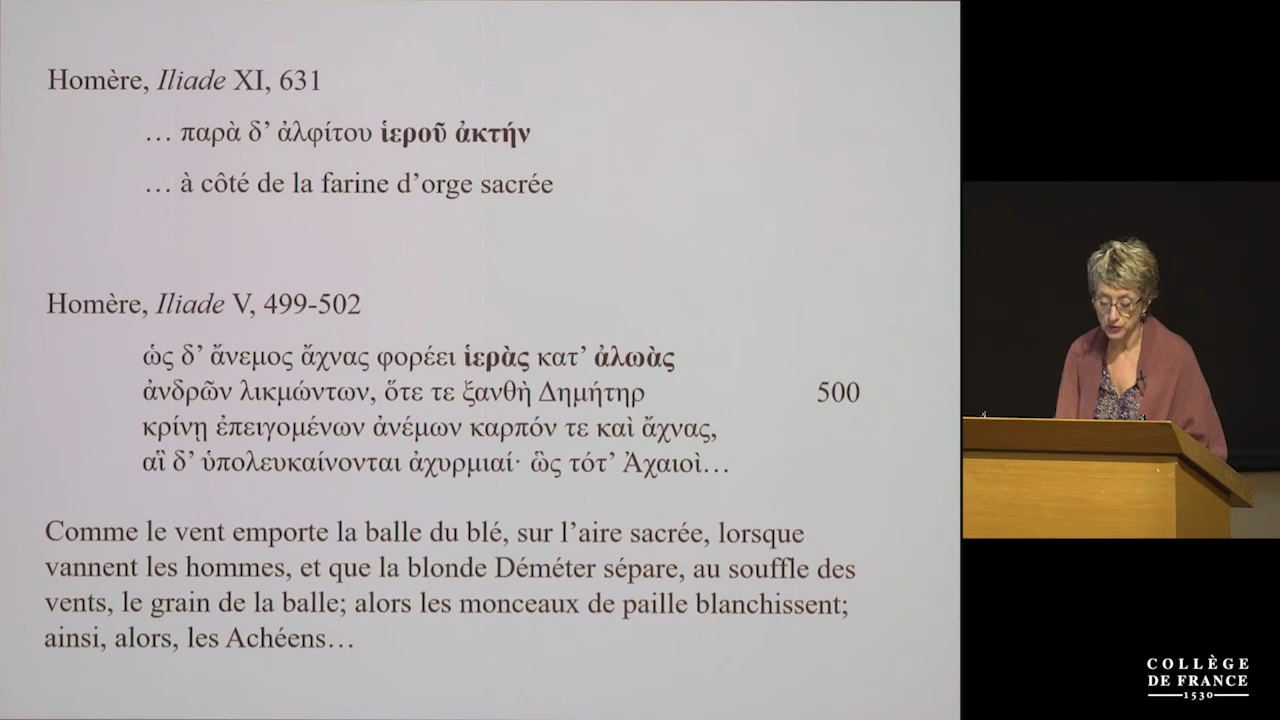 Homère, Iliade XI, 631
… παρὰ δ’ ἀλφίτου ἱεροῦ ἀκτήν
… à côté de la farine d’orge sacrée
Homère, Iliade V, 499-502
ὡς δ’ ἄνεμος ἄχνας φορέει ἱερὰς κατ’ ἀλωὰς
ἀνδρῶν λικμώντων, ὅτε τε ξανθὴ Δημήτηρ 500
κρίνῃ ἐπειγομένων ἀνέμων καρπόν τε καὶ ἄχνας,
αἳ δ’ ὑπολευκαίνονται ἀχυρμιαί· ὣς τότ’ Ἀχαιοὶ…
Comme le vent emporte la balle du blé, sur l’aire sacrée, lorsque
vannent les hommes, et que la blonde Déméter sépare, au souffle des
vents, le grain de la balle; alors les monceaux de paille blanchissent;
ainsi, alors, les Achéens…
COLLÈGE
DE FRANCE
1530